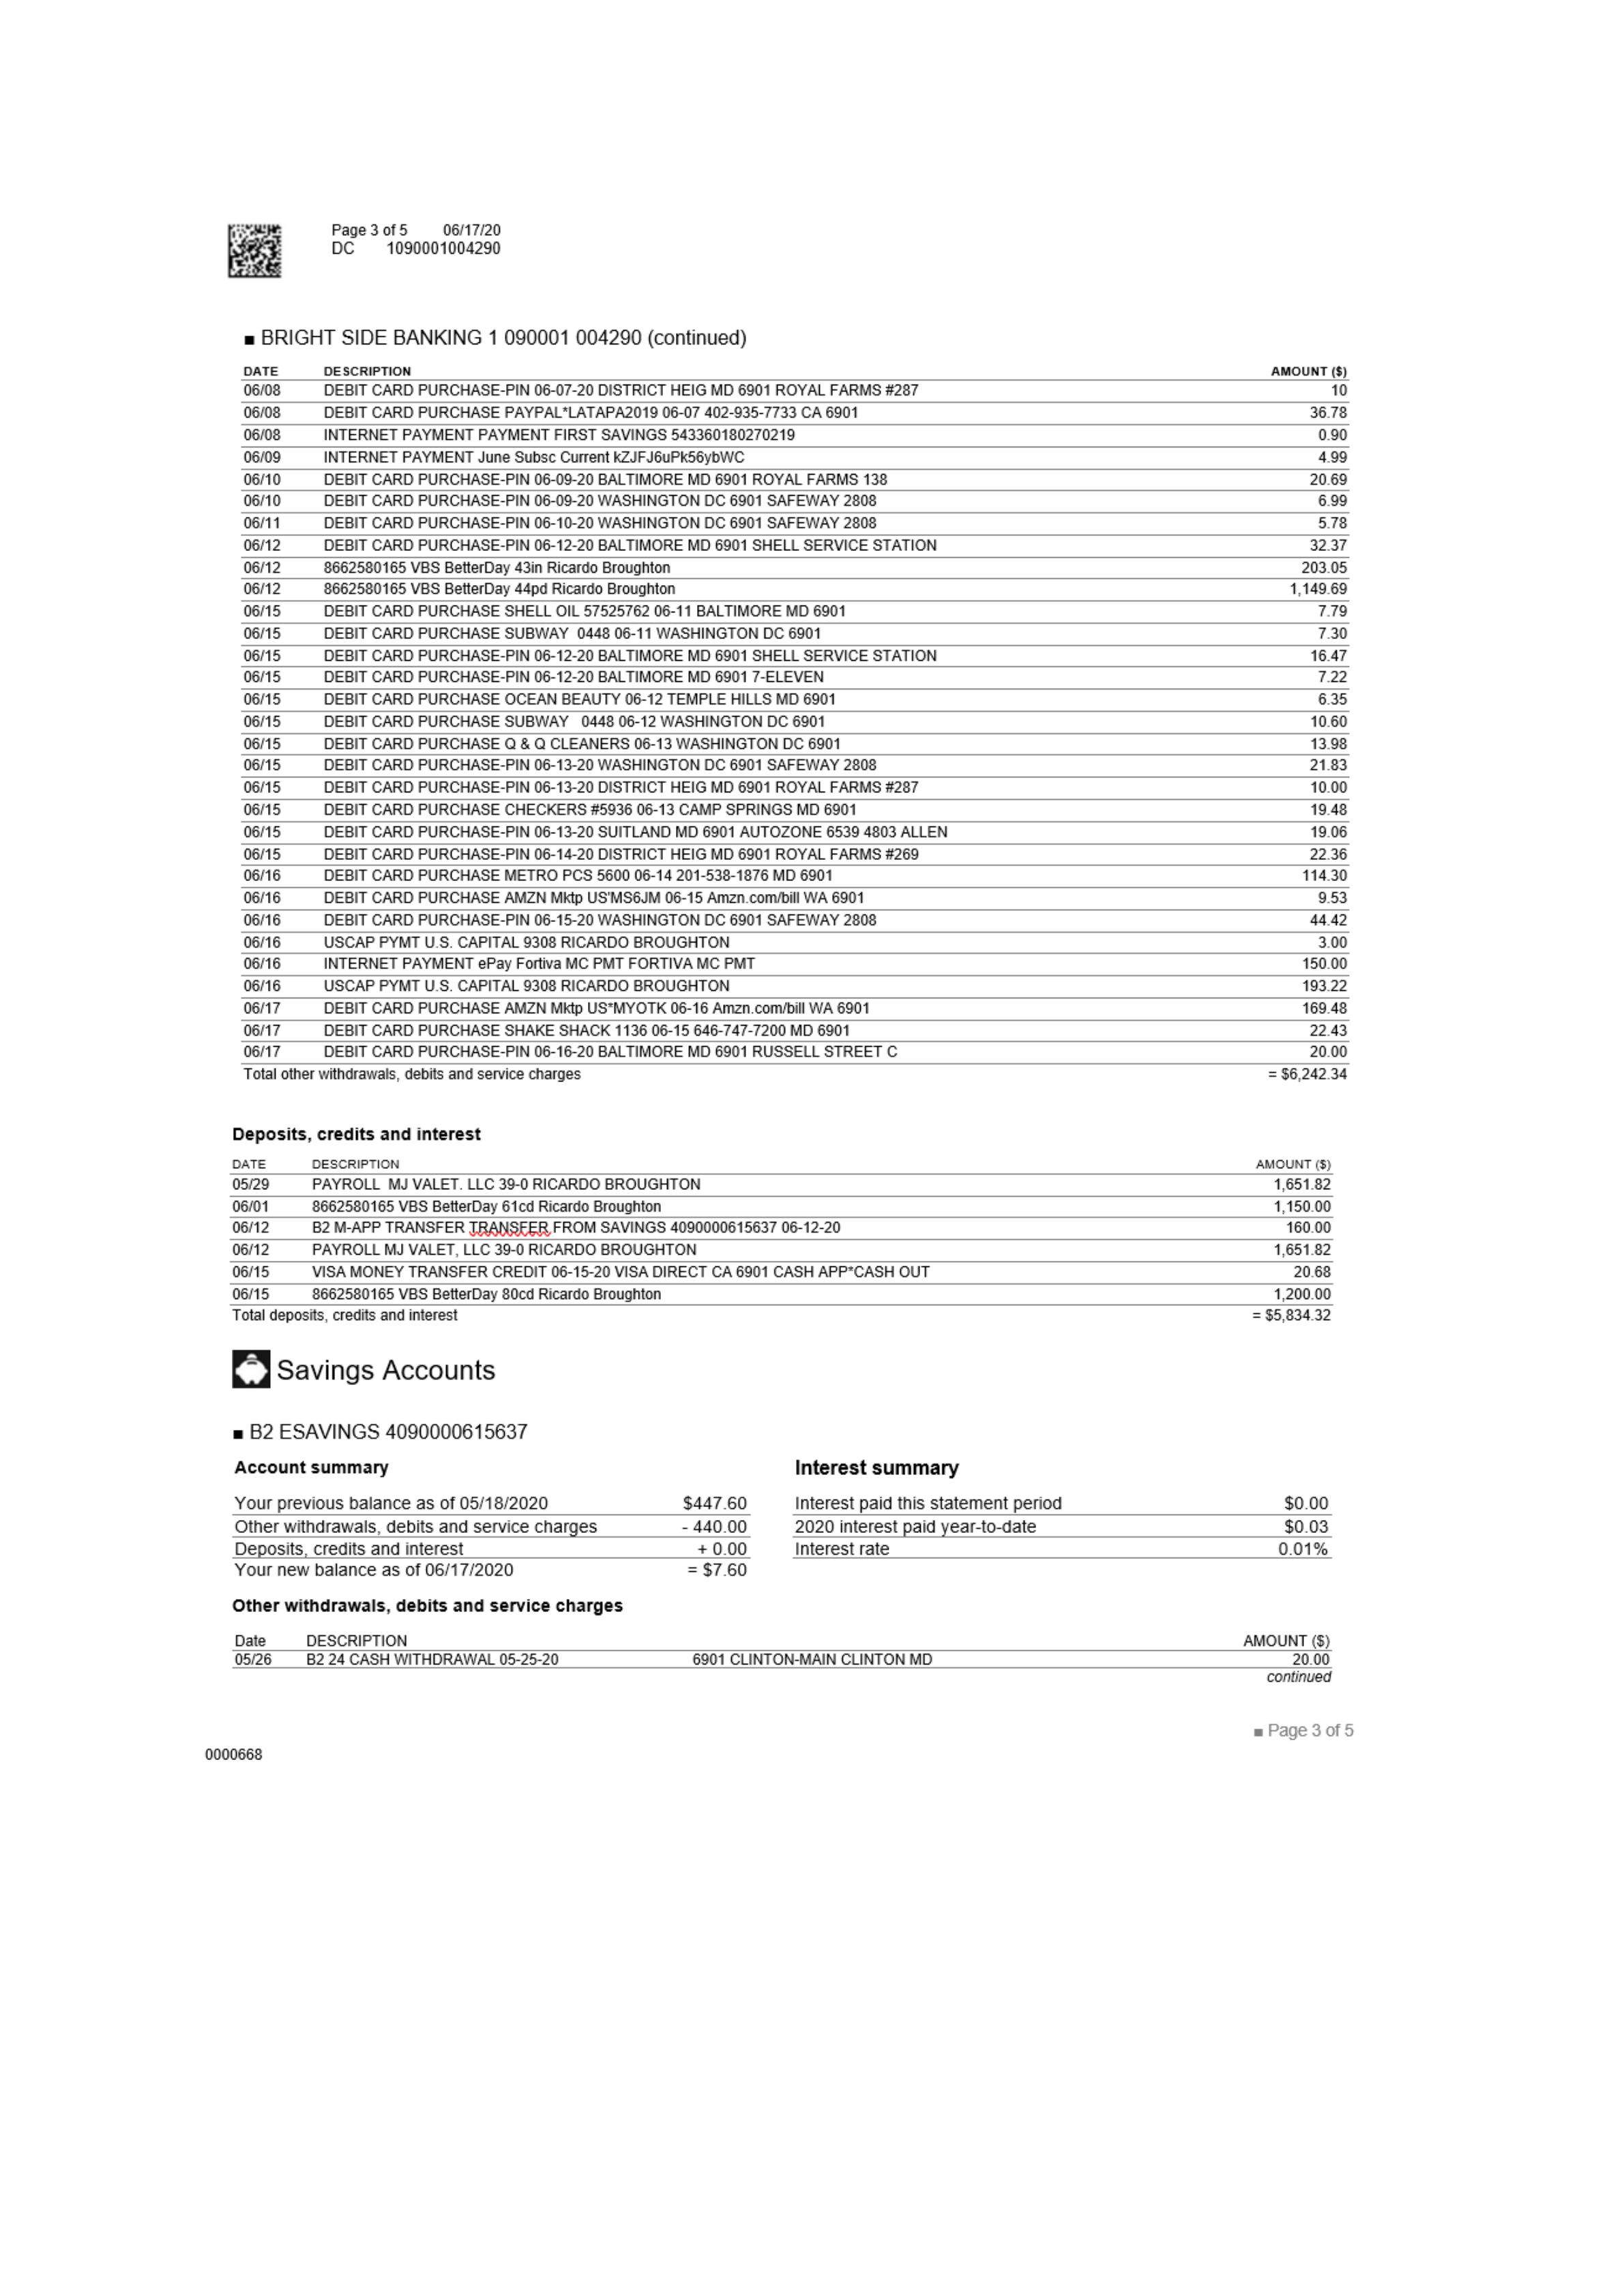 Page 3 of 5 06/17/20
DC 1090001004290
■ BRIGHT SIDE BANKING 1 090001 004290 (continued)
DATE DESCRIPTION AMOUNT ($)
06/08 DEBIT CARD PURCHASE-PIN 06-07-20 DISTRICT HEIG MD 6901 ROYAL FARMS #287 10
06/08 DEBIT CARD PURCHASE PAYPAL*LATAPA2019 06-07 402-935-7733 CA 6901 36.78
06/08 INTERNET PAYMENT PAYMENT FIRST SAVINGS 543360180270219 0.90
06/09 INTERNET PAYMENT June Subsc Current kZJFJ6uPk56ybWC 4.99
06/10 DEBIT CARD PURCHASE-PIN 06-09-20 BALTIMORE MD 6901 ROYAL FARMS 138 20.69
06/10 DEBIT CARD PURCHASE-PIN 06-09-20 WASHINGTON DC 6901 SAFEWAY 2808 6.99
06/11 DEBIT CARD PURCHASE-PIN 06-10-20 WASHINGTON DC 6901 SAFEWAY 2808 5.78
06/12 DEBIT CARD PURCHASE-PIN 06-12-20 BALTIMORE MD 6901 SHELL SERVICE STATION 32.37
06/12 8662580165 VBS BetterDay 43in Ricardo Broughton 203.05
06/12 8662580165 VBS BetterDay 44pd Ricardo Broughton 1,149.69
06/15 DEBIT CARD PURCHASE SHELL OIL 57525762 06-11 BALTIMORE MD 6901 7.79
06/15 DEBIT CARD PURCHASE SUBWAY 0448 06-11 WASHINGTON DC 6901 7.30
06/15 DEBIT CARD PURCHASE-PIN 06-12-20 BALTIMORE MD 6901 SHELL SERVICE STATION 16.47
06/15 DEBIT CARD PURCHASE-PIN 06-12-20 BALTIMORE MD 6901 7-ELEVEN 7.22
06/15 DEBIT CARD PURCHASE OCEAN BEAUTY 06-12 TEMPLE HILLS MD 6901 6.35
06/15 DEBIT CARD PURCHASE SUBWAY 0448 06-12 WASHINGTON DC 6901 10.60
06/15 DEBIT CARD PURCHASE Q & Q CLEANERS 06-13 WASHINGTON DC 6901 13.98
06/15 DEBIT CARD PURCHASE-PIN 06-13-20 WASHINGTON DC 6901 SAFEWAY 2808 21.83
06/15 DEBIT CARD PURCHASE-PIN 06-13-20 DISTRICT HEIG MD 6901 ROYAL FARMS #287 10.00
06/15 DEBIT CARD PURCHASE CHECKERS #5936 06-13 CAMP SPRINGS MD 6901 19.48
06/15 DEBIT CARD PURCHASE-PIN 06-13-20 SUITLAND MD 6901 AUTOZONE 6539 4803 ALLEN 19.06
06/15 DEBIT CARD PURCHASE-PIN 06-14-20 DISTRICT HEIG MD 6901 ROYAL FARMS #269 22.36
06/16 DEBIT CARD PURCHASE METRO PCS 5600 06-14 201-538-1876 MD 6901 114.30
06/16 DEBIT CARD PURCHASE AMZN Mktp US'MS6JM 06-15 Amzn.com/bill WA 6901 9.53
06/16 DEBIT CARD PURCHASE-PIN 06-15-20 WASHINGTON DC 6901 SAFEWAY 2808 44.42
06/16 USCAP PYMT U.S. CAPITAL 9308 RICARDO BROUGHTON 3.00
06/16 INTERNET PAYMENT ePay Fortiva MC PMT FORTIVA MC PMT 150.00
06/16 USCAP PYMT U.S. CAPITAL 9308 RICARDO BROUGHTON 193.22
06/17 DEBIT CARD PURCHASE AMZN Mktp US*MYOTK 06-16 Amzn.com/bill WA 6901 169.48
06/17 DEBIT CARD PURCHASE SHAKE SHACK 1136 06-15 646-747-7200 MD 6901 22.43
06/17 DEBIT CARD PURCHASE-PIN 06-16-20 BALTIMORE MD 6901 RUSSELL STREET C 20.00
Total other withdrawals, debits and service charges = $6,242.34
Deposits, credits and interest
DATE DESCRIPTION AMOUNT ($)
05/29 PAYROLL MJ VALET. LLC 39-0 RICARDO BROUGHTON 1,651.82
06/01 8662580165 VBS BetterDay 61cd Ricardo Broughton 1,150.00
06/12 B2 M-APP TRANSFER TRANSFER FROM SAVINGS 4090000615637 06-12-20 160.00
06/12 PAYROLL MJ VALET, LLC 39-0 RICARDO BROUGHTON 1,651.82
06/15 VISA MONEY TRANSFER CREDIT 06-15-20 VISA DIRECT CA 6901 CASH APP*CASH OUT 20.68
06/15 8662580165 VBS BetterDay 80cd Ricardo Broughton 1,200.00
Total deposits, credits and interest = $5,834.32
Savings Accounts
■ B2 ESAVINGS 4090000615637
Account summary Interest summary
Your previous balance as of 05/18/2020 $447.60 Interest paid this statement period $0.00
Other withdrawals, debits and service charges - 440.00 2020 interest paid year-to-date $0.03
Deposits, credits and interest + 0.00 Interest rate 0.01%
Your new balance as of 06/17/2020 = $7.60
Other withdrawals, debits and service charges
Date DESCRIPTION AMOUNT ($)
05/26 B2 24 CASH WITHDRAWAL 05-25-20 6901 CLINTON-MAIN CLINTON MD 20.00
continued
■ Page 3 of 5
0000668